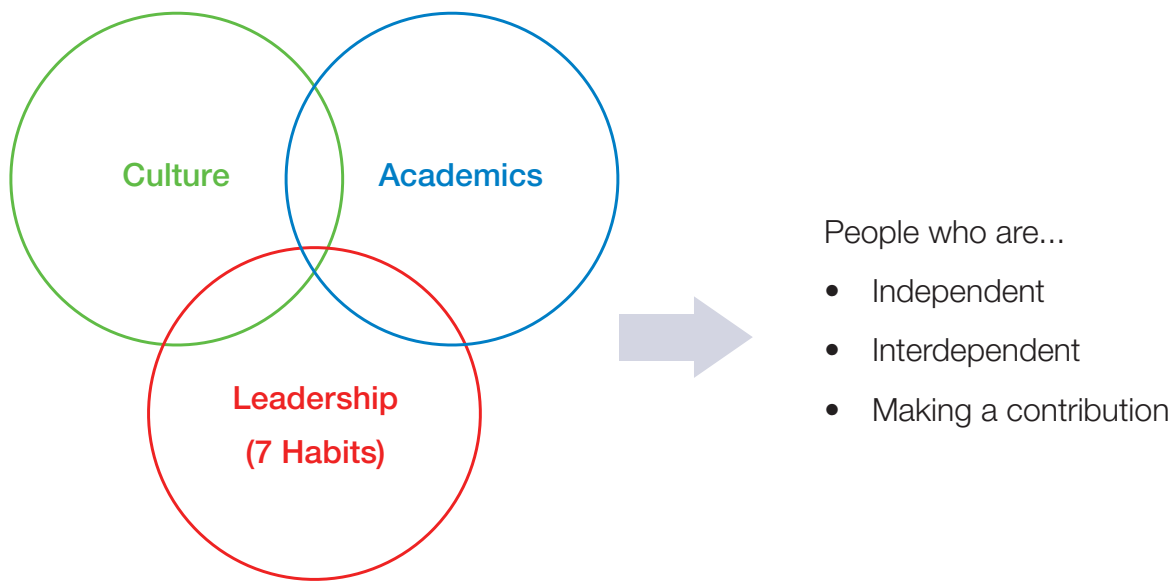 Culture
Academics
Leadership
(7 Habits)
People who are...
• Independent
• Interdependent
• Making a contribution